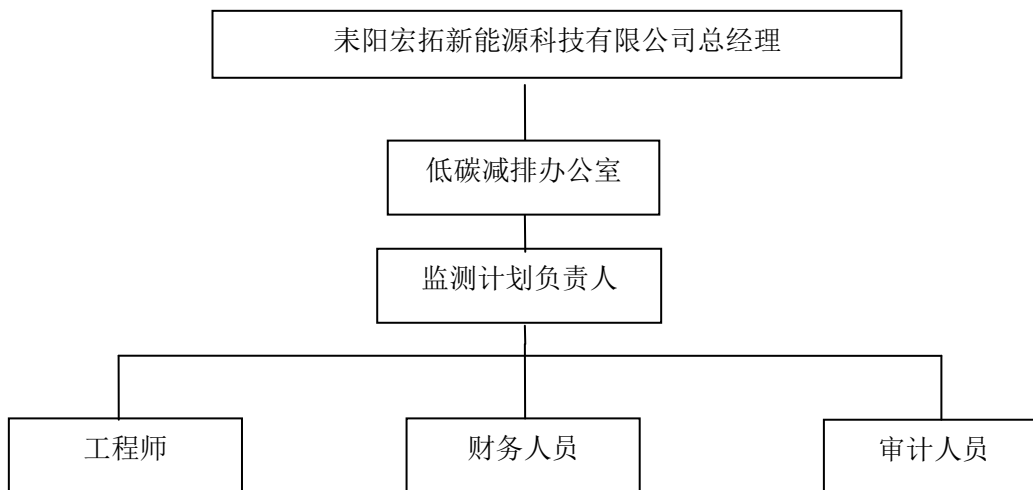 耒阳宏拓新能源科技有限公司总经理
低碳减排办公室
监测计划负责人
工程师
财务人员
审计人员